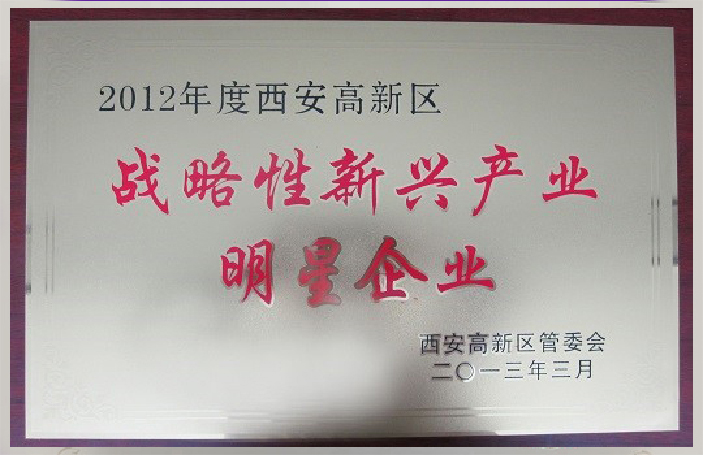 2012年度西安高新区
战略性新兴产业
明星企业
西安高新区管委会
二〇一三年三月